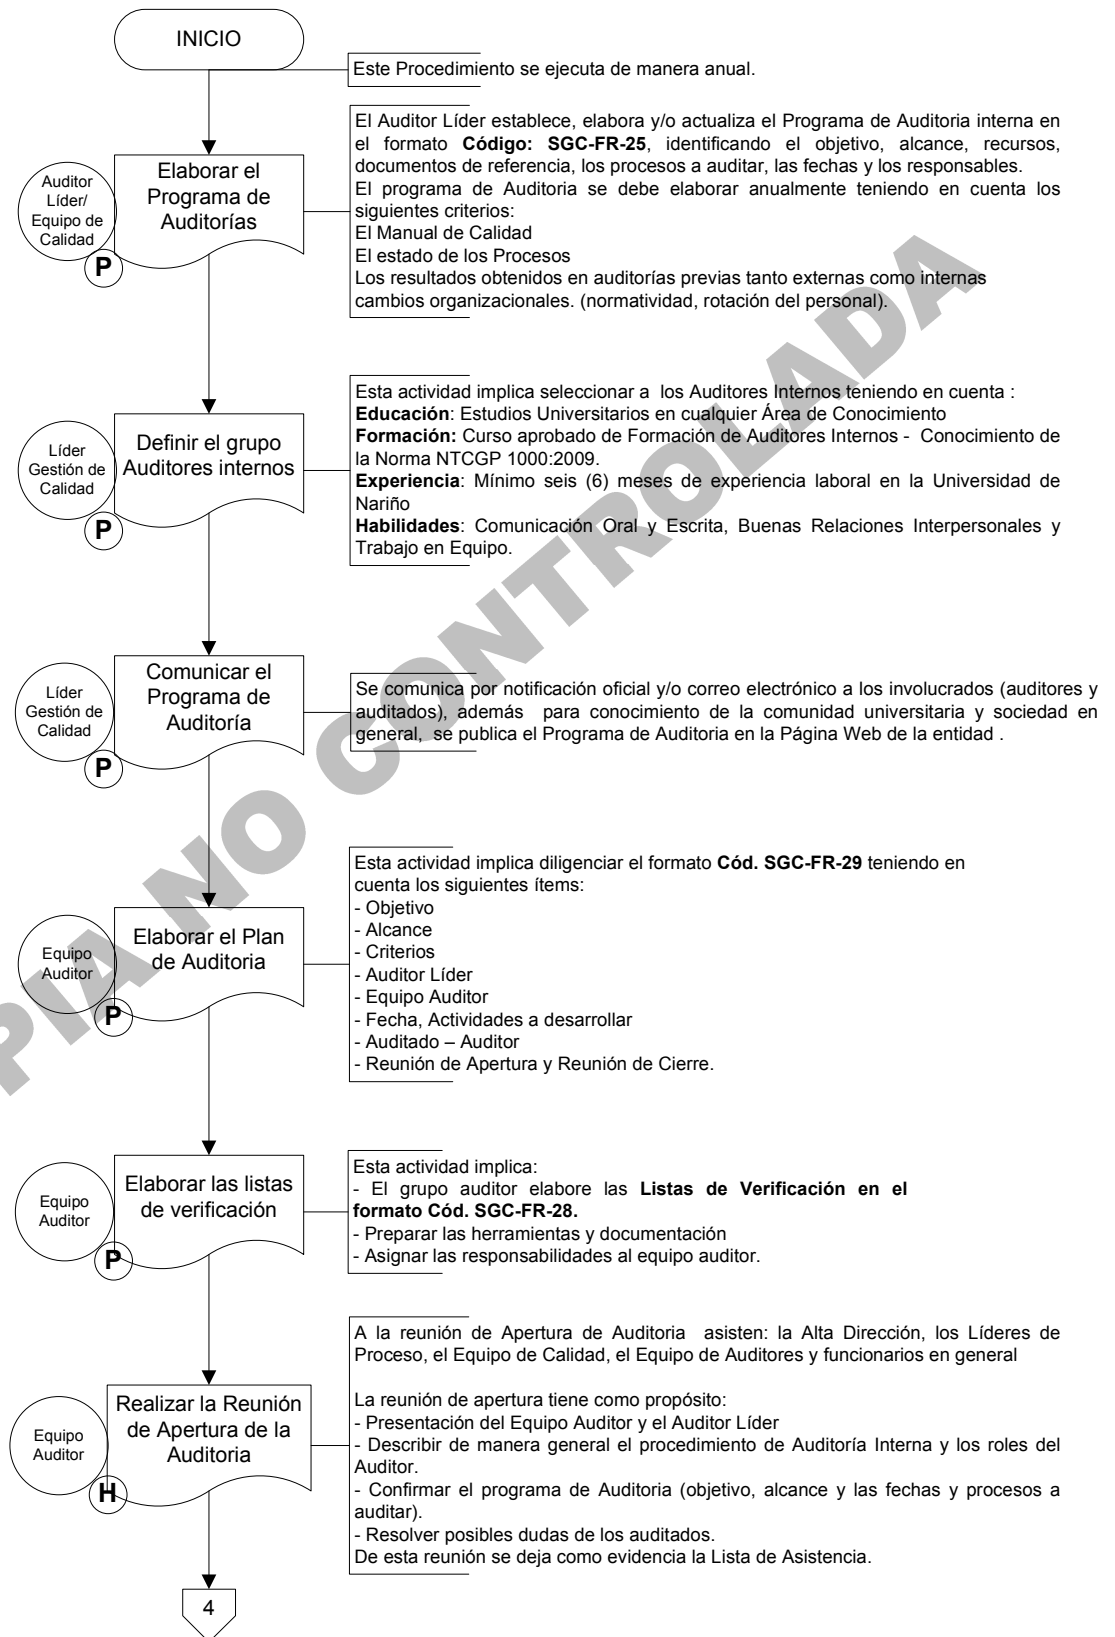 INICIO
Este Procedimiento se ejecuta de manera anual.
El Auditor Líder establece, elabora y/o actualiza el Programa de Auditoria interna en
el formato Código: SGC-FR-25, identificando el objetivo, alcance, recursos,
documentos de referencia, los procesos a auditar, las fechas y los responsables.
El programa de Auditoria se debe elaborar anualmente teniendo en cuenta los
siguientes criterios:
El Manual de Calidad
El estado de los Procesos
Los resultados obtenidos en auditorías previas tanto externas como internas
cambios organizacionales. (normatividad, rotación del personal).
Auditor
Líder/
Equipo de
Calidad
P
Elaborar el
Programa de
Auditorías
Esta actividad implica seleccionar a los Auditores Internos teniendo en cuenta :
Educación: Estudios Universitarios en cualquier Área de Conocimiento
Formación: Curso aprobado de Formación de Auditores Internos - Conocimiento de
la Norma NTCGP 1000:2009.
Experiencia: Mínimo seis (6) meses de experiencia laboral en la Universidad de
Nariño
Habilidades: Comunicación Oral y Escrita, Buenas Relaciones Interpersonales y
Trabajo en Equipo.
Líder
Gestión de
Calidad
P
Definir el grupo
Auditores internos
Líder
Gestión de
Calidad
P
Comunicar el
Programa de
Auditoría
Se comunica por notificación oficial y/o correo electrónico a los involucrados (auditores y
auditados), además para conocimiento de la comunidad universitaria y sociedad en
general, se publica el Programa de Auditoria en la Página Web de la entidad .
Esta actividad implica diligenciar el formato Cód. SGC-FR-29 teniendo en
cuenta los siguientes ítems:
- Objetivo
- Alcance
- Criterios
- Auditor Líder
- Equipo Auditor
- Fecha, Actividades a desarrollar
- Auditado – Auditor
- Reunión de Apertura y Reunión de Cierre.
Equipo
Auditor
P
Elaborar el Plan
de Auditoria
Equipo
Auditor
P
Elaborar las listas
de verificación
Esta actividad implica:
- El grupo auditor elabore las Listas de Verificación en el
formato Cód. SGC-FR-28.
- Preparar las herramientas y documentación
- Asignar las responsabilidades al equipo auditor.
A la reunión de Apertura de Auditoria asisten: la Alta Dirección, los Líderes de
Proceso, el Equipo de Calidad, el Equipo de Auditores y funcionarios en general
La reunión de apertura tiene como propósito:
- Presentación del Equipo Auditor y el Auditor Líder
- Describir de manera general el procedimiento de Auditoría Interna y los roles del
Auditor.
- Confirmar el programa de Auditoria (objetivo, alcance y las fechas y procesos a
auditar).
- Resolver posibles dudas de los auditados.
De esta reunión se deja como evidencia la Lista de Asistencia.
Equipo
Auditor
H
Realizar la Reunión
de Apertura de la
Auditoria
4
PIA NO CONTROLADA